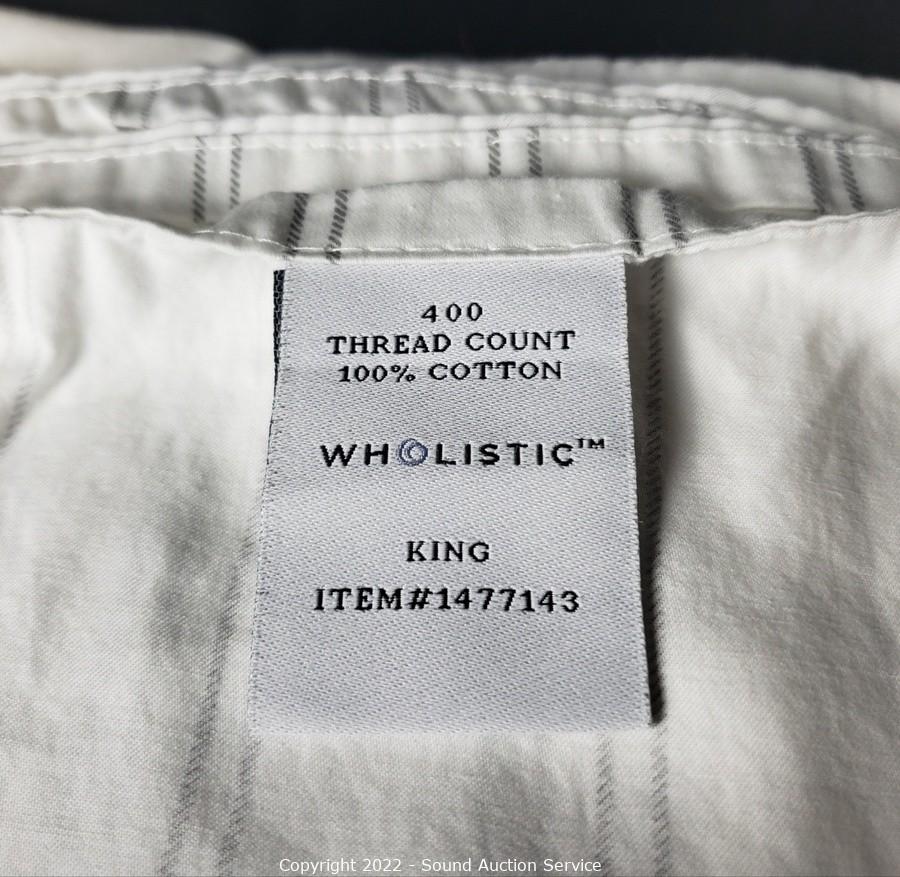 400
THREAD COUNT
100% COTTON
WHOLISTIC™
KING
ITEM#1477143
Copyright 2022 - Sound Auction Service